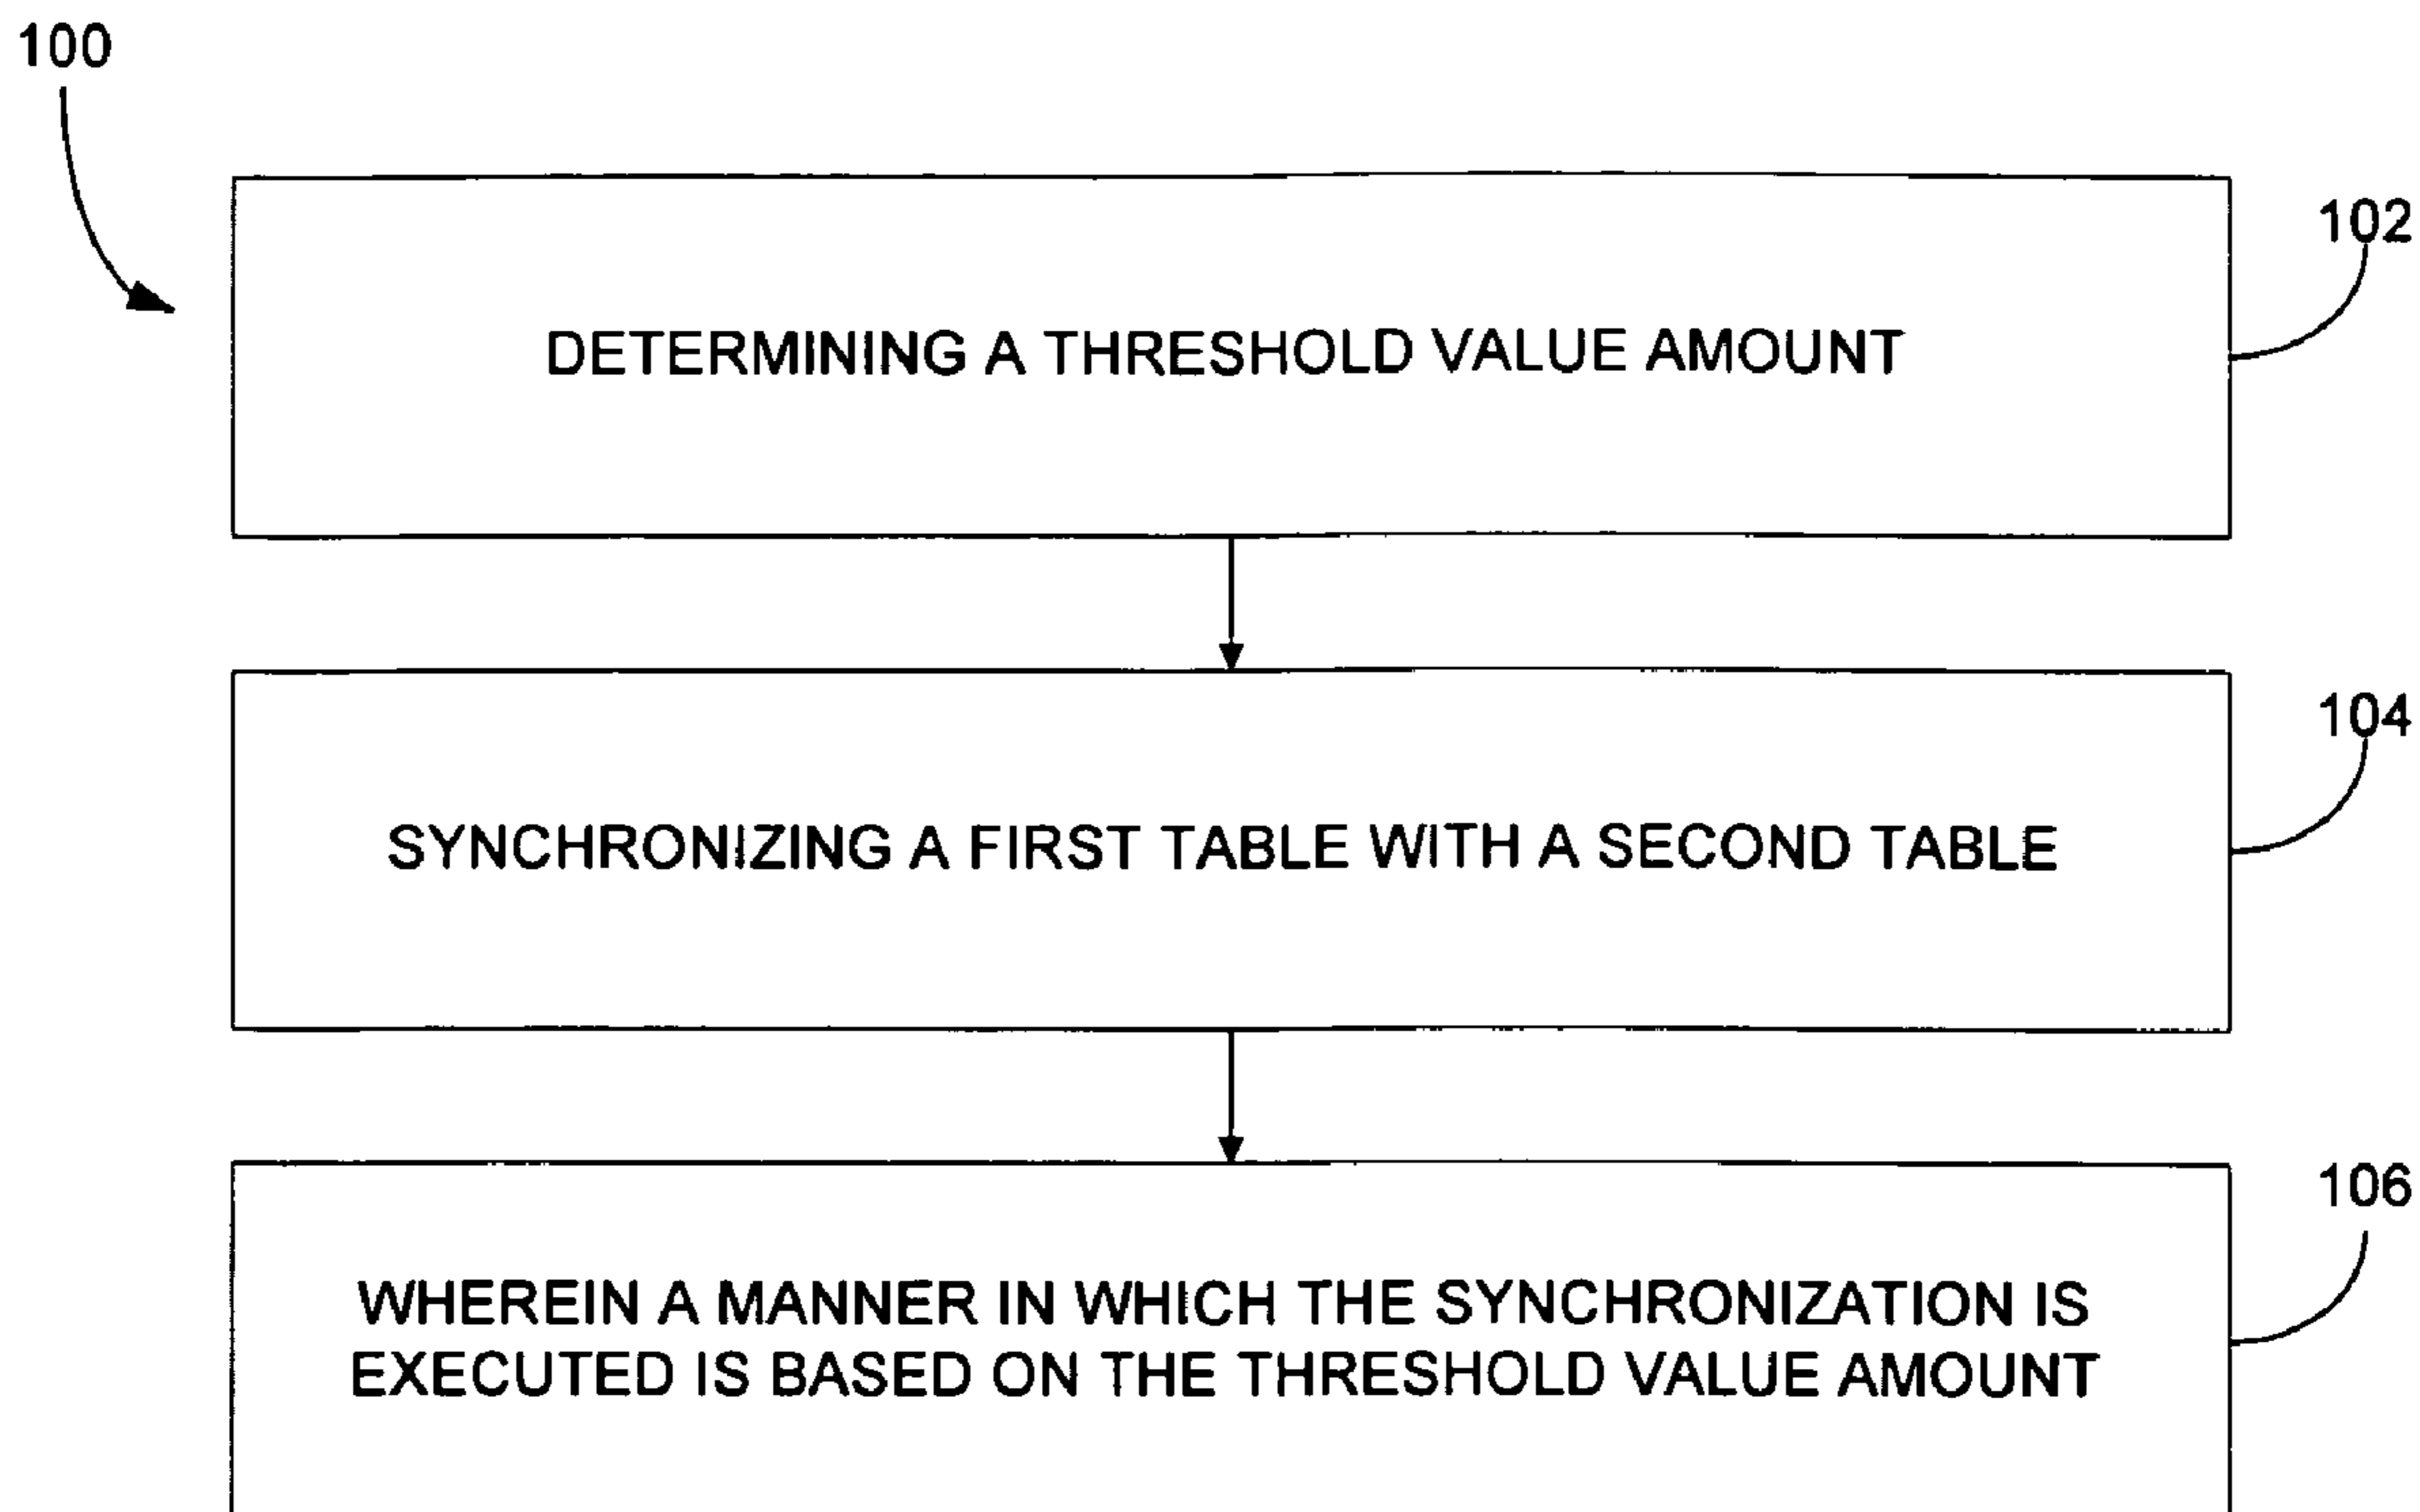 100
102
DETERMINING A THRESHOLD VALUE AMOUNT
104
SYNCHRONIZING A FIRST TABLE WITH A SECOND TABLE
106
WHEREIN A MANNER IN WHICH THE SYNCHRONIZATION IS
EXECUTED IS BASED ON THE THRESHOLD VALUE AMOUNT